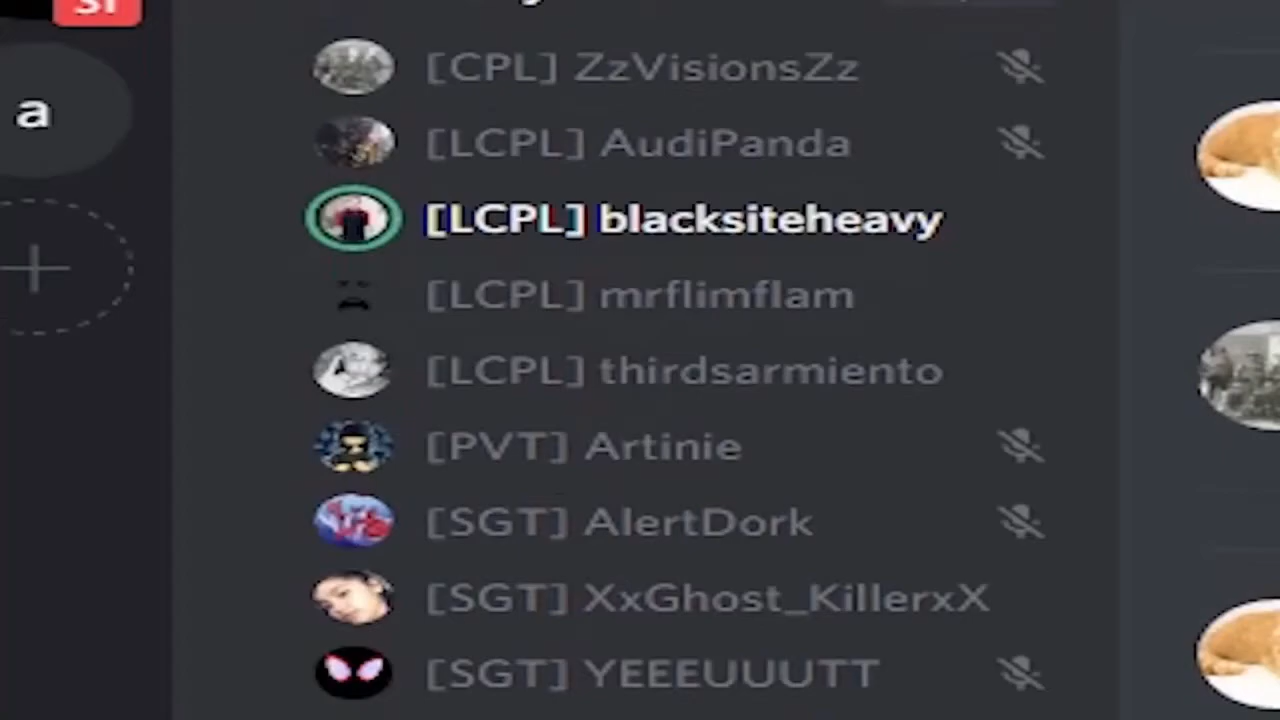 a
[CPL] ZzVisionsZz
[LCPL] AudiPanda
[LCPL] blacksiteheavy
[LCPL] mrflimflam
[LCPL] thirdsarmiento
[PVT] Artinie
[SGT] AlertDork
[SGT] XxGhost_KillerxX
[SGT] YEEEUUUTT